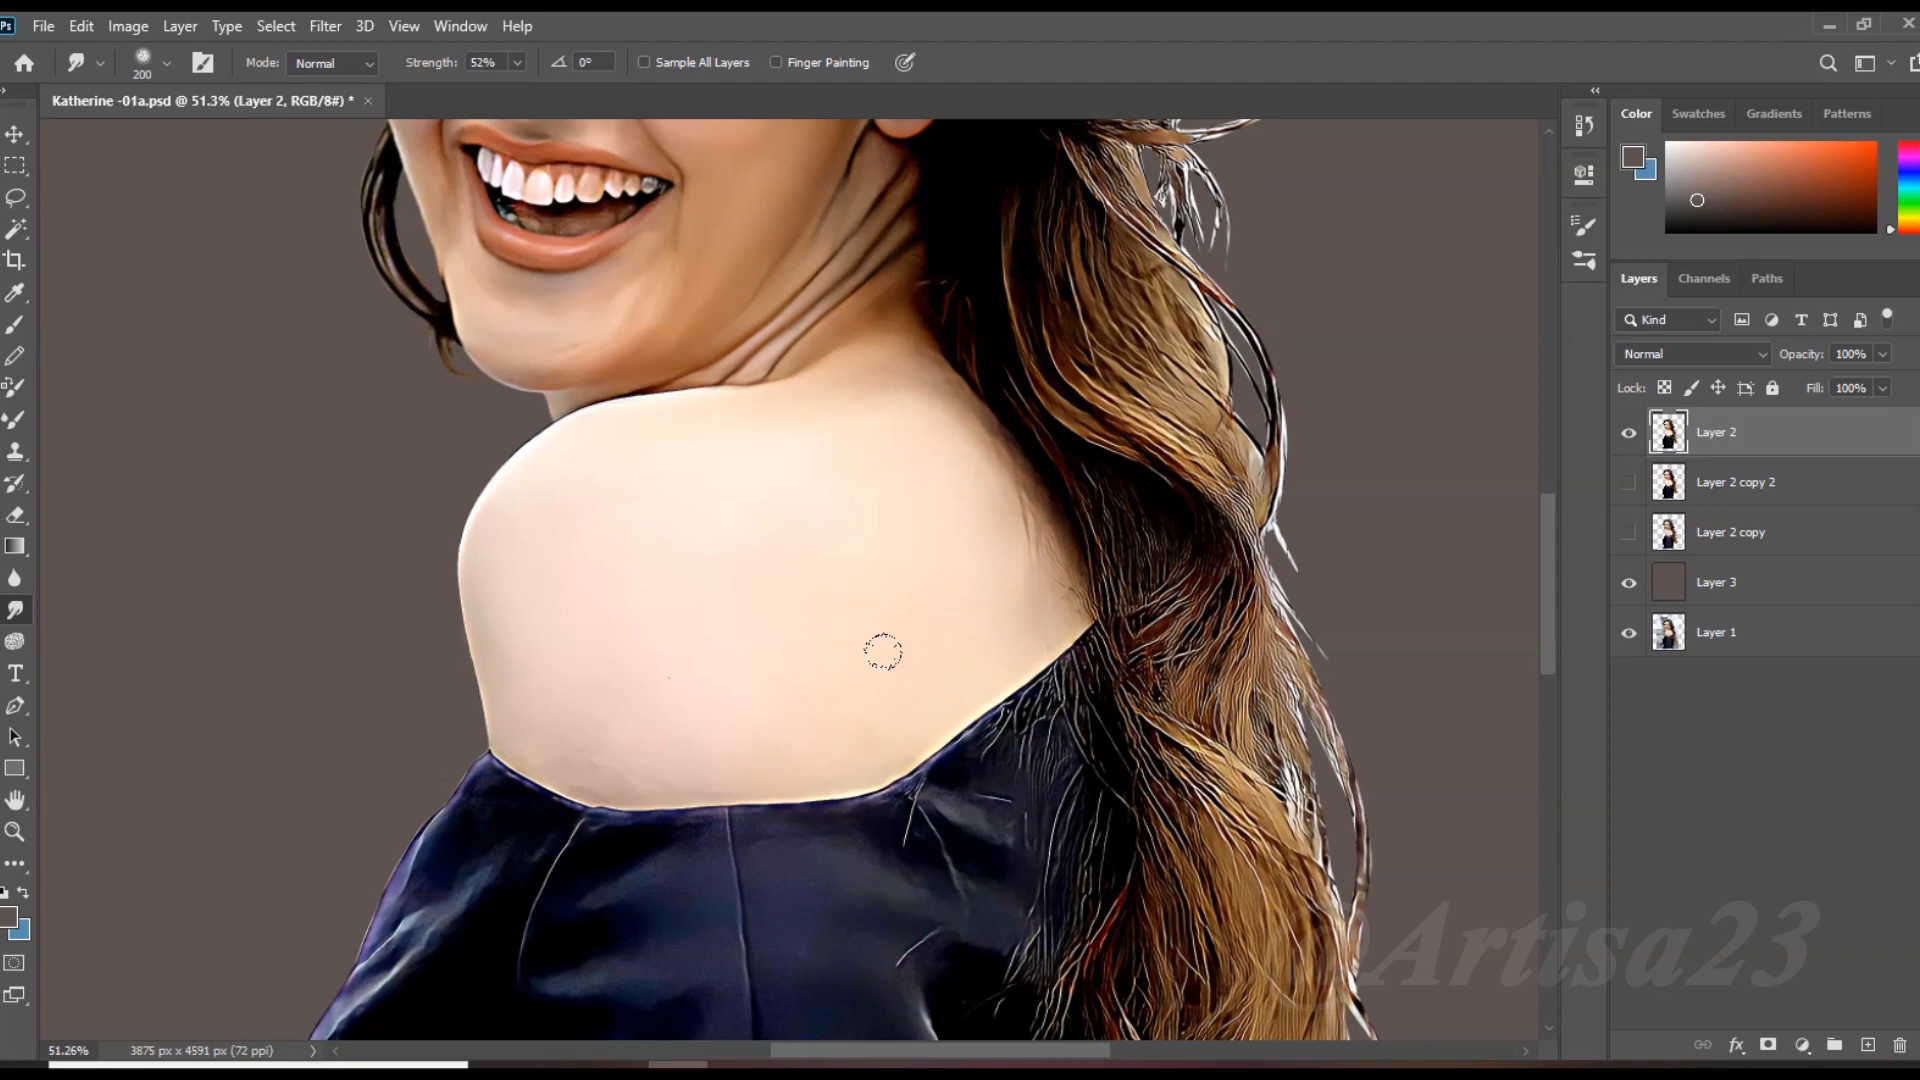 Ps File Edit Image Layer Type Select Filter 3D View Window Help
200 Mode: Normal Strength: 52% 0° Sample All Layers Finger Painting
Katherine -01a.psd @ 51.3% (Layer 2, RGB/8#) * ×
Color Swatches Gradients Patterns
Layers Channels Paths
Kind
Normal Opacity: 100%
Lock: Fill: 100%
Layer 2
Layer 2 copy 2
Layer 2 copy
Layer 3
Layer 1
@Artisa23
51.26% 3875 px x 4591 px (72 ppi)